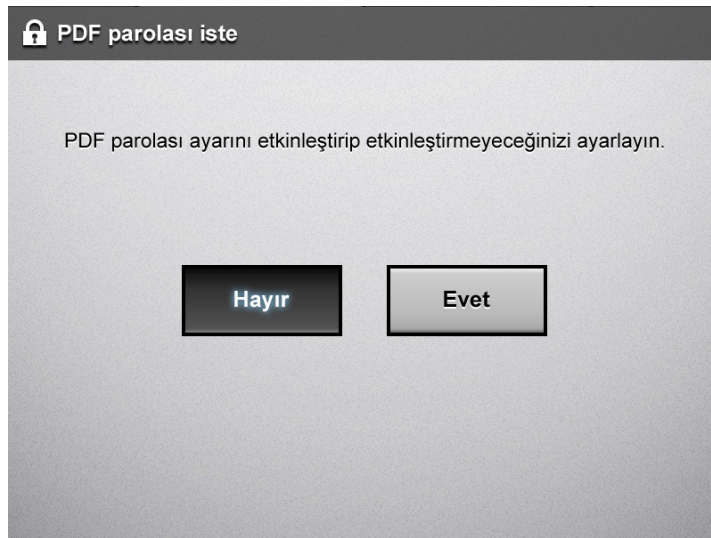 PDF parolası iste
PDF parolası ayarını etkinleştirip etkinleştirmeyeceğinizi ayarlayın.
Hayır
Evet